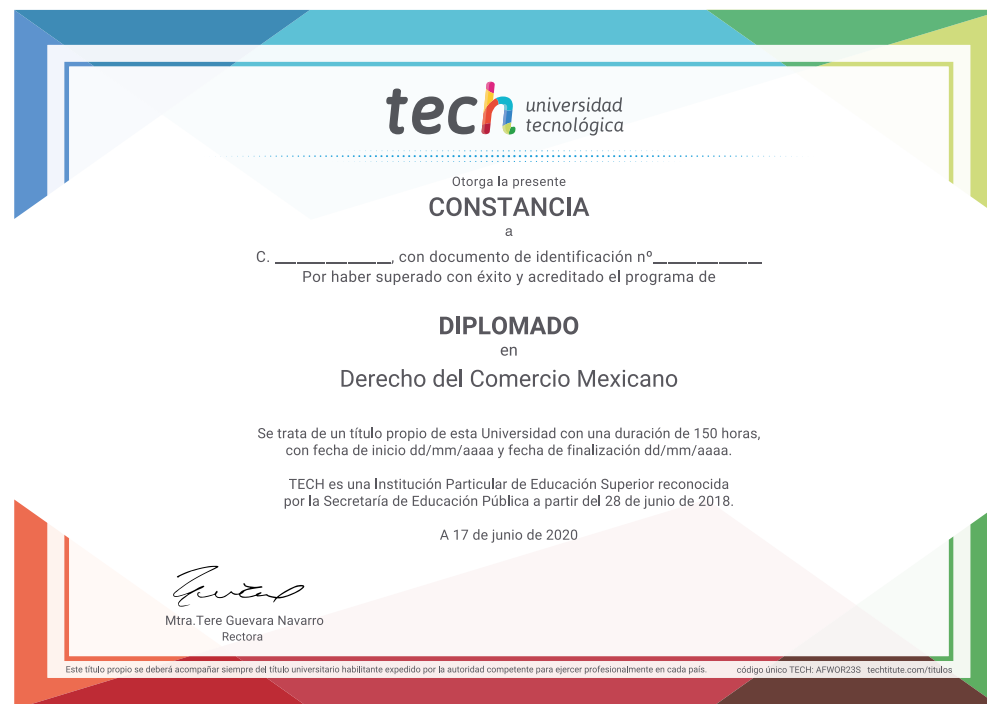 tech universidad
tecnológica
Otorga la presente
CONSTANCIA
a
C. ______________, con documento de identificación nº______________
Por haber superado con éxito y acreditado el programa de
DIPLOMADO
en
Derecho del Comercio Mexicano
Se trata de un título propio de esta Universidad con una duración de 150 horas,
con fecha de inicio dd/mm/aaaa y fecha de finalización dd/mm/aaaa.
TECH es una Institución Particular de Educación Superior reconocida
por la Secretaría de Educación Pública a partir del 28 de junio de 2018.
A 17 de junio de 2020
Mtra.Tere Guevara Navarro
Rectora
Este título propio se deberá acompañar siempre del título universitario habilitante expedido por la autoridad competente para ejercer profesionalmente en cada país.
código único TECH: AFWOR23S techtitute.com/titulos